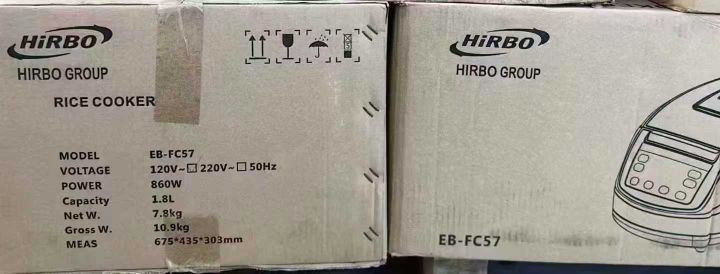 HiRBO
HIRBO GROUP
RICE COOKER
MODEL EB-FC57
VOLTAGE 120V~☐ 220V~☐ 50Hz
POWER 860W
Capacity 1.8L
Net W. 7.8kg
Gross W. 10.9kg
MEAS 675*435*303mm
HiRBO
HIRBO GROUP
EB-FC57